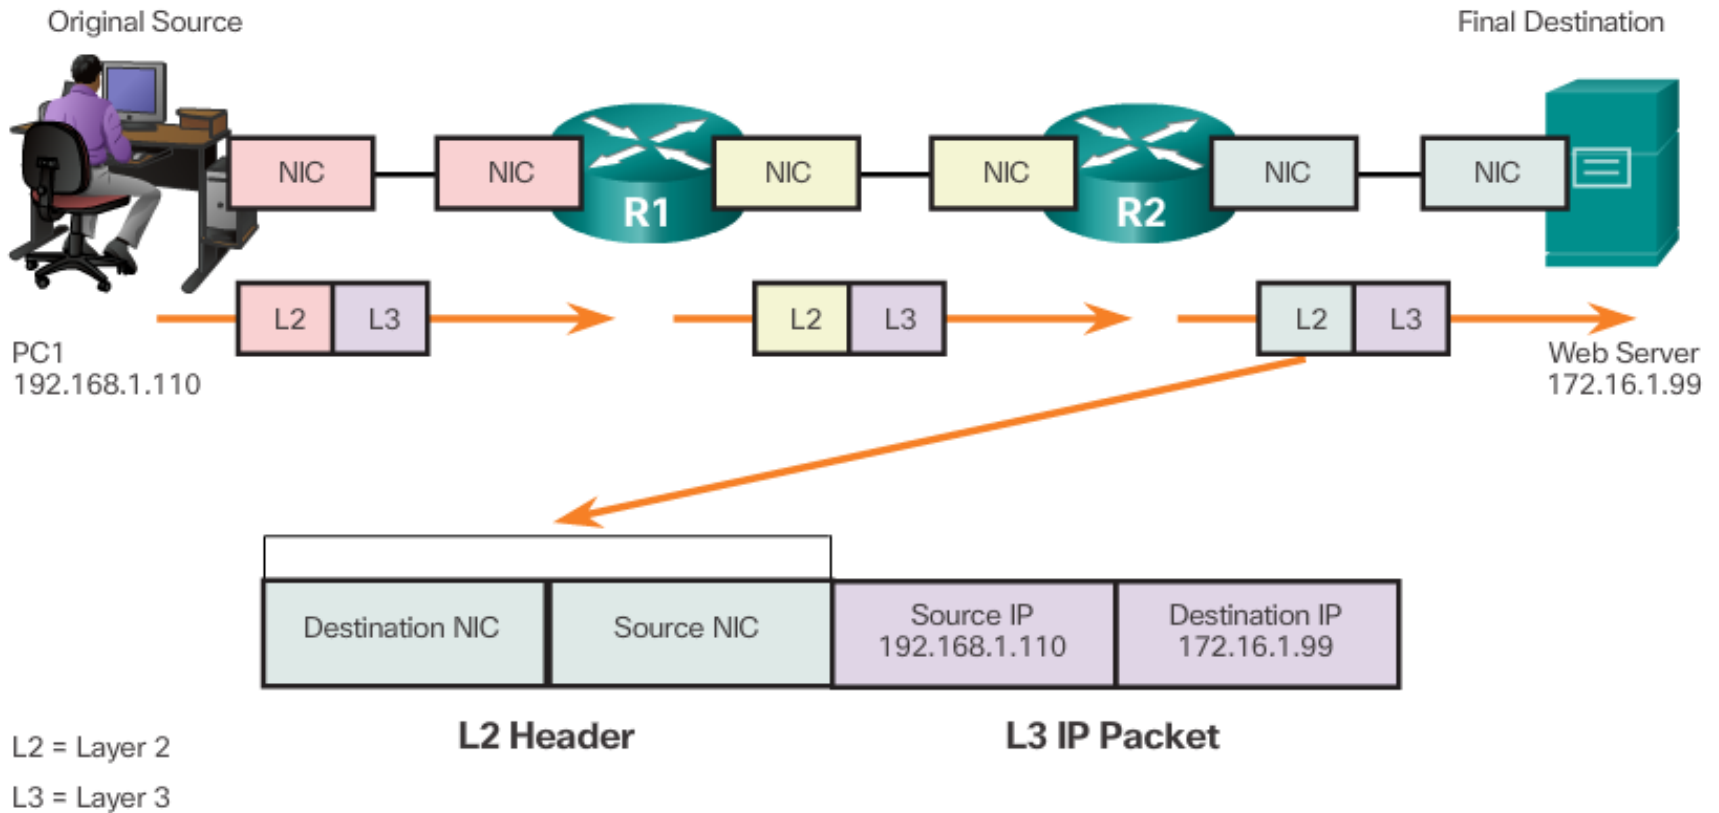 Original Source
Final Destination
NIC
NIC
NIC
NIC
NIC
NIC
R1
R2
L2
L3
L2
L3
L2
L3
PC1
192.168.1.110
Web Server
172.16.1.99
Destination NIC
Source NIC
Source IP
192.168.1.110
Destination IP
172.16.1.99
L2 Header
L3 IP Packet
L2 = Layer 2
L3 = Layer 3